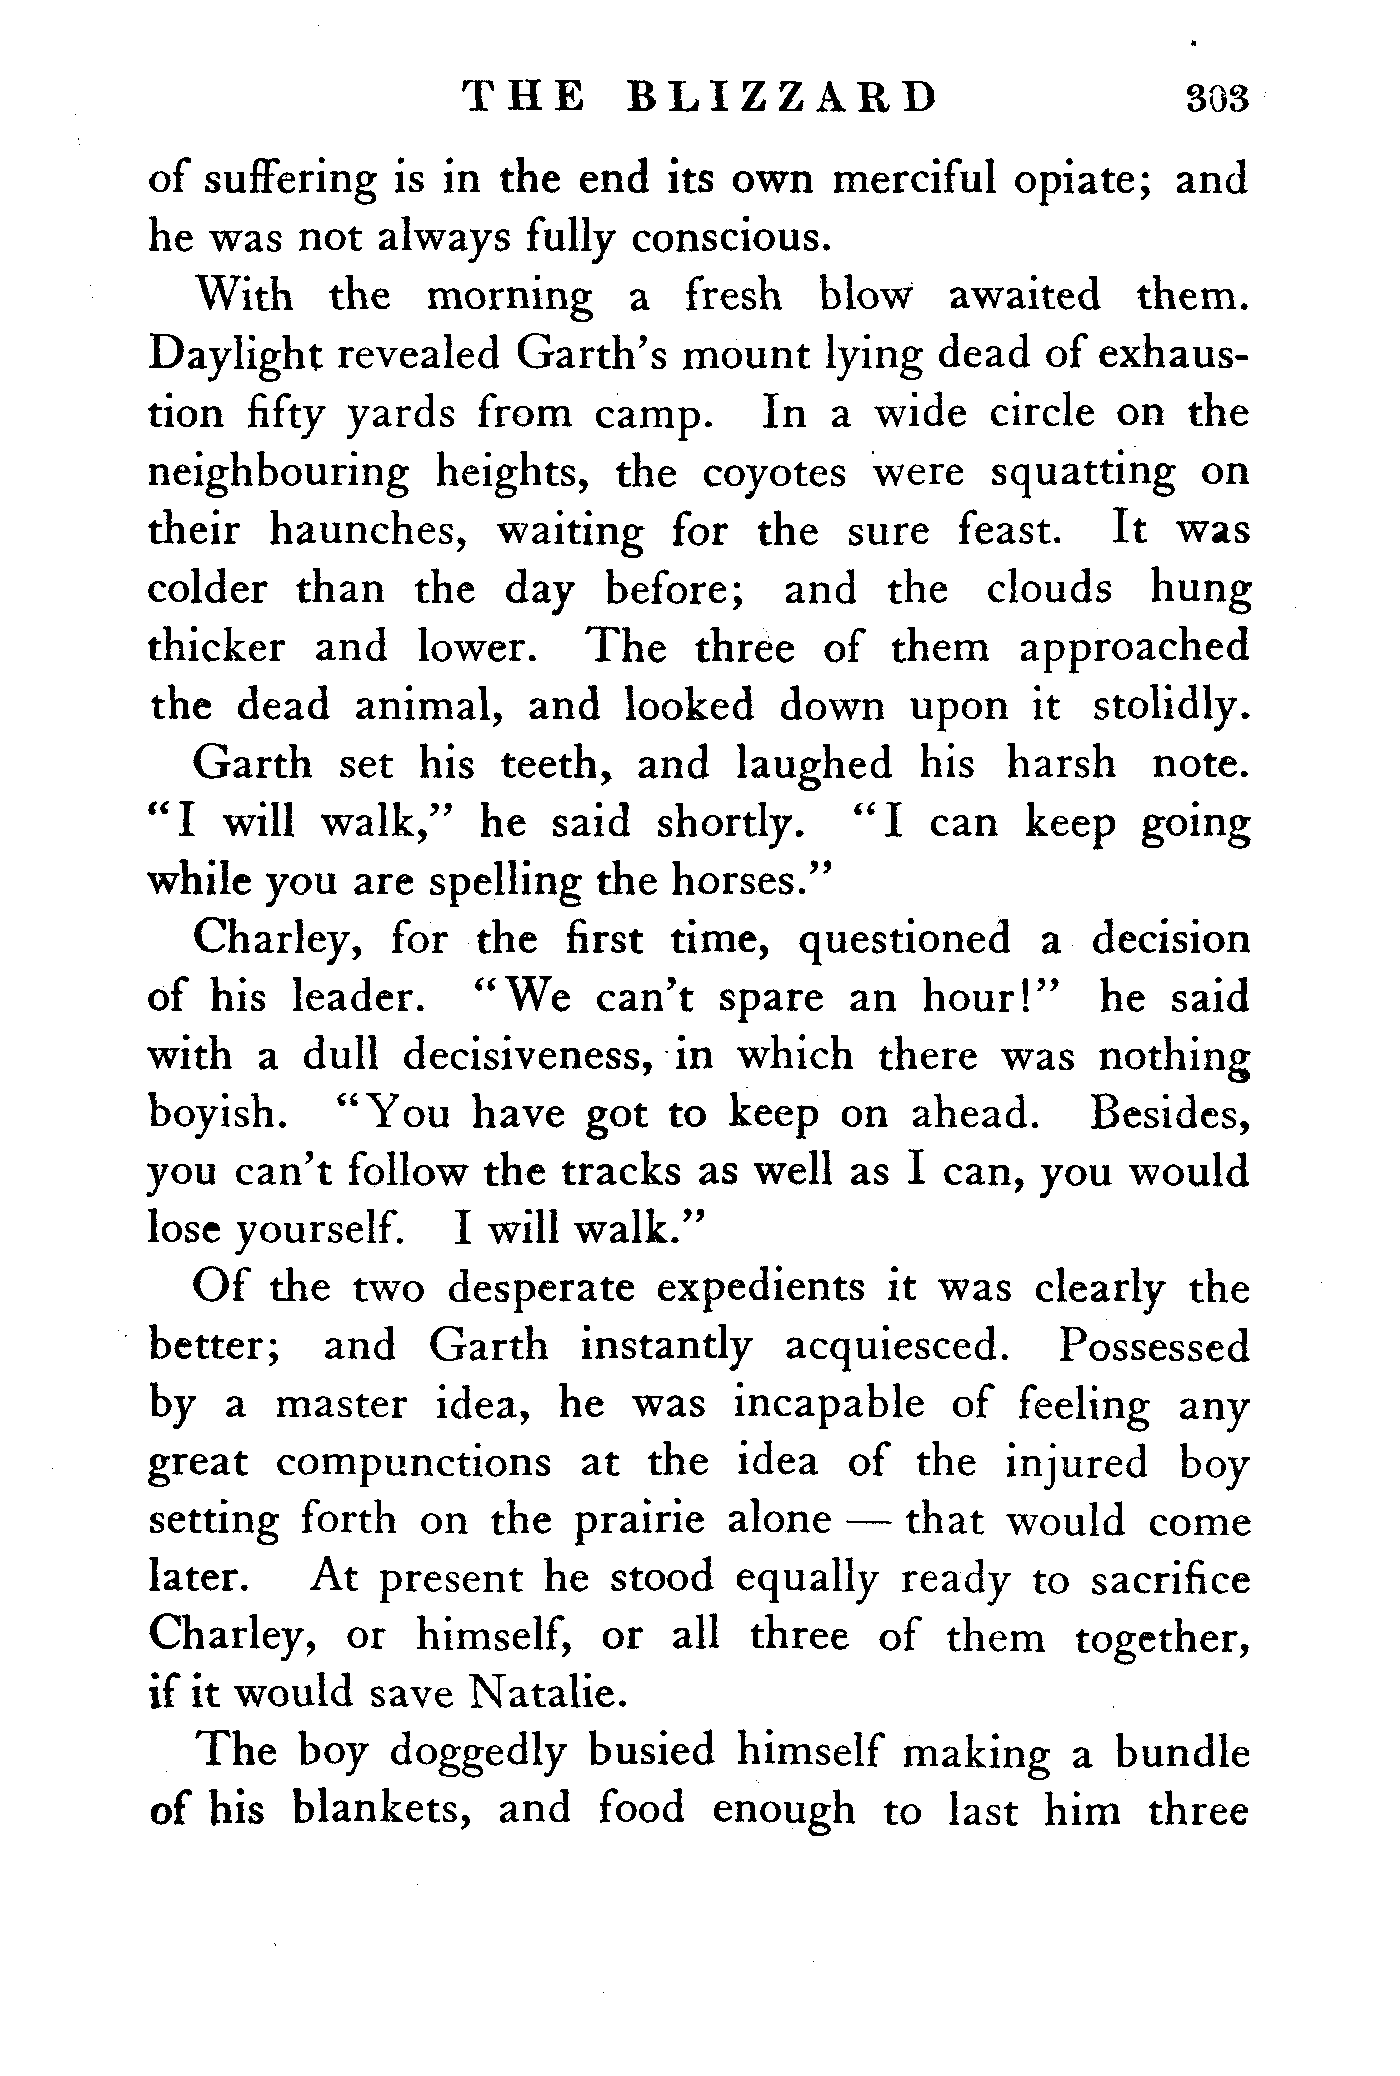 THE BLIZZARD 303
of suffering is in the end its own merciful opiate; and
he was not always fully conscious.
With the morning a fresh blow awaited them.
Daylight revealed Garth's mount lying dead of exhaus-
tion fifty yards from camp. In a wide circle on the
neighbouring heights, the coyotes were squatting on
their haunches, waiting for the sure feast. It was
colder than the day before; and the clouds hung
thicker and lower. The three of them approached
the dead animal, and looked down upon it stolidly.
Garth set his teeth, and laughed his harsh note.
"I will walk," he said shortly. "I can keep going
while you are spelling the horses."
Charley, for the first time, questioned a decision
of his leader. "We can't spare an hour!" he said
with a dull decisiveness, in which there was nothing
boyish. "You have got to keep on ahead. Besides,
you can't follow the tracks as well as I can, you would
lose yourself. I will walk."
Of the two desperate expedients it was clearly the
better; and Garth instantly acquiesced. Possessed
by a master idea, he was incapable of feeling any
great compunctions at the idea of the injured boy
setting forth on the prairie alone — that would come
later. At present he stood equally ready to sacrifice
Charley, or himself, or all three of them together,
if it would save Natalie.
The boy doggedly busied himself making a bundle
of his blankets, and food enough to last him three